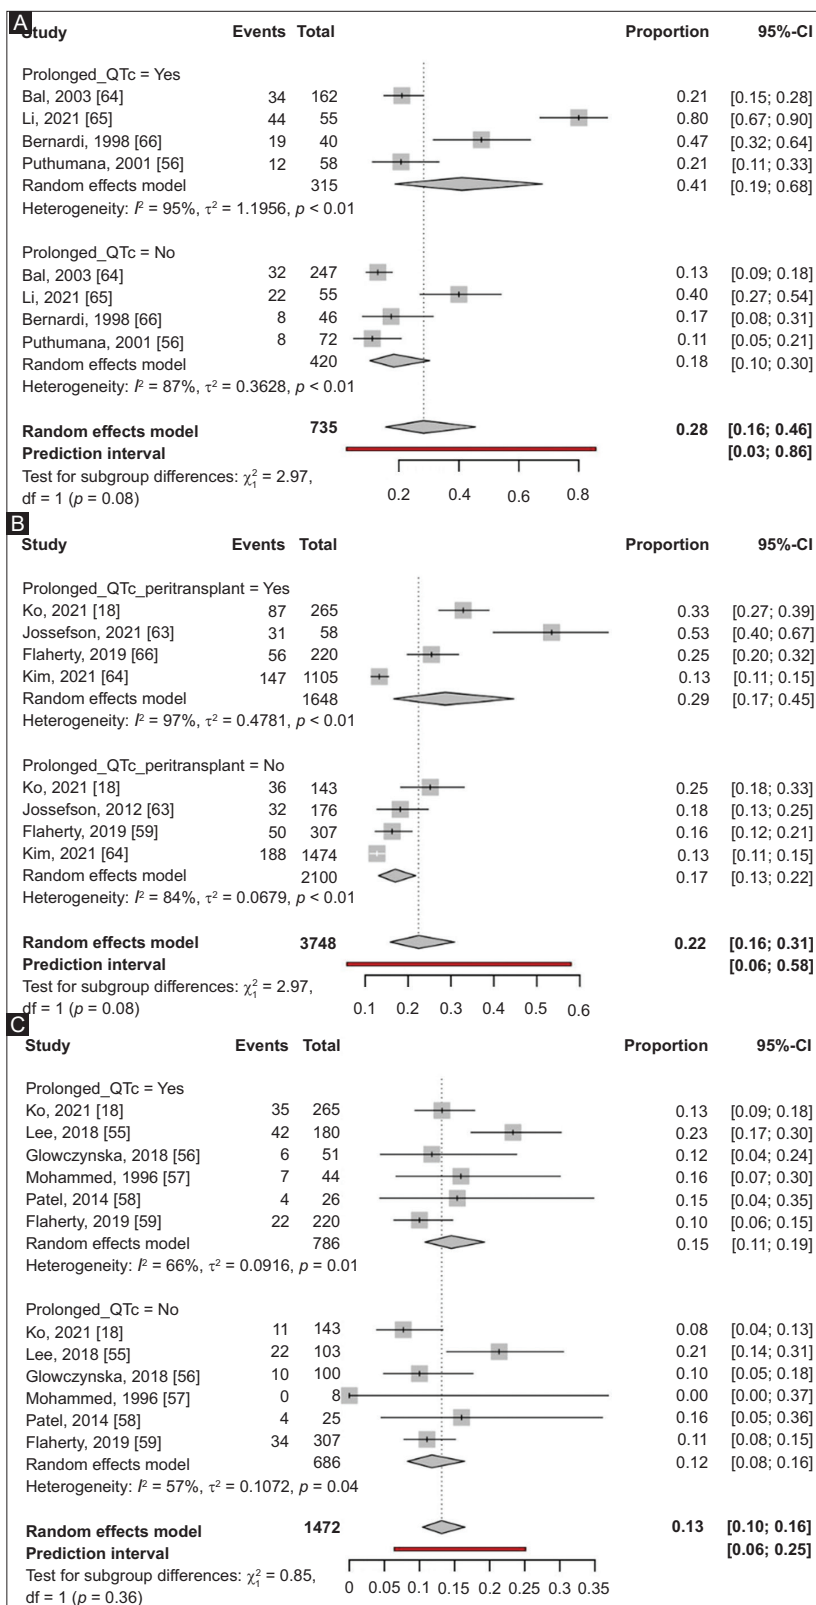 A
Study Events Total Proportion 95%-CI
Prolonged_QTc = Yes
Bal, 2003 [64] 34 162 0.21 [0.15; 0.28]
Li, 2021 [65] 44 55 0.80 [0.67; 0.90]
Bernardi, 1998 [66] 19 40 0.47 [0.32; 0.64]
Puthumana, 2001 [56] 12 58 0.21 [0.11; 0.33]
Random effects model 315 0.41 [0.19; 0.68]
Heterogeneity: I² = 95%, τ² = 1.1956, p < 0.01
Prolonged_QTc = No
Bal, 2003 [64] 32 247 0.13 [0.09; 0.18]
Li, 2021 [65] 22 55 0.40 [0.27; 0.54]
Bernardi, 1998 [66] 8 46 0.17 [0.08; 0.31]
Puthumana, 2001 [56] 8 72 0.11 [0.05; 0.21]
Random effects model 420 0.18 [0.10; 0.30]
Heterogeneity: I² = 87%, τ² = 0.3628, p < 0.01
Random effects model 735 0.28 [0.16; 0.46]
Prediction interval [0.03; 0.86]
Test for subgroup differences: χ₁² = 2.97,
df = 1 (p = 0.08)
0.2 0.4 0.6 0.8
B
Study Events Total Proportion 95%-CI
Prolonged_QTc_peritransplant = Yes
Ko, 2021 [18] 87 265 0.33 [0.27; 0.39]
Jossefson, 2021 [63] 31 58 0.53 [0.40; 0.67]
Flaherty, 2019 [66] 56 220 0.25 [0.20; 0.32]
Kim, 2021 [64] 147 1105 0.13 [0.11; 0.15]
Random effects model 1648 0.29 [0.17; 0.45]
Heterogeneity: I² = 97%, τ² = 0.4781, p < 0.01
Prolonged_QTc_peritransplant = No
Ko, 2021 [18] 36 143 0.25 [0.18; 0.33]
Jossefson, 2012 [63] 32 176 0.18 [0.13; 0.25]
Flaherty, 2019 [59] 50 307 0.16 [0.12; 0.21]
Kim, 2021 [64] 188 1474 0.13 [0.11; 0.15]
Random effects model 2100 0.17 [0.13; 0.22]
Heterogeneity: I² = 84%, τ² = 0.0679, p < 0.01
Random effects model 3748 0.22 [0.16; 0.31]
Prediction interval [0.06; 0.58]
Test for subgroup differences: χ₁² = 2.97,
df = 1 (p = 0.08)
0.1 0.2 0.3 0.4 0.5 0.6
C
Study Events Total Proportion 95%-CI
Prolonged_QTc = Yes
Ko, 2021 [18] 35 265 0.13 [0.09; 0.18]
Lee, 2018 [55] 42 180 0.23 [0.17; 0.30]
Glowczynska, 2018 [56] 6 51 0.12 [0.04; 0.24]
Mohammed, 1996 [57] 7 44 0.16 [0.07; 0.30]
Patel, 2014 [58] 4 26 0.15 [0.04; 0.35]
Flaherty, 2019 [59] 22 220 0.10 [0.06; 0.15]
Random effects model 786 0.15 [0.11; 0.19]
Heterogeneity: I² = 66%, τ² = 0.0916, p = 0.01
Prolonged_QTc = No
Ko, 2021 [18] 11 143 0.08 [0.04; 0.13]
Lee, 2018 [55] 22 103 0.21 [0.14; 0.31]
Glowczynska, 2018 [56] 10 100 0.10 [0.05; 0.18]
Mohammed, 1996 [57] 0 8 0.00 [0.00; 0.37]
Patel, 2014 [58] 4 25 0.16 [0.05; 0.36]
Flaherty, 2019 [59] 34 307 0.11 [0.08; 0.15]
Random effects model 686 0.12 [0.08; 0.16]
Heterogeneity: I² = 57%, τ² = 0.1072, p = 0.04
Random effects model 1472 0.13 [0.10; 0.16]
Prediction interval [0.06; 0.25]
Test for subgroup differences: χ₁² = 0.85,
df = 1 (p = 0.36)
0 0.05 0.1 0.15 0.2 0.25 0.3 0.35